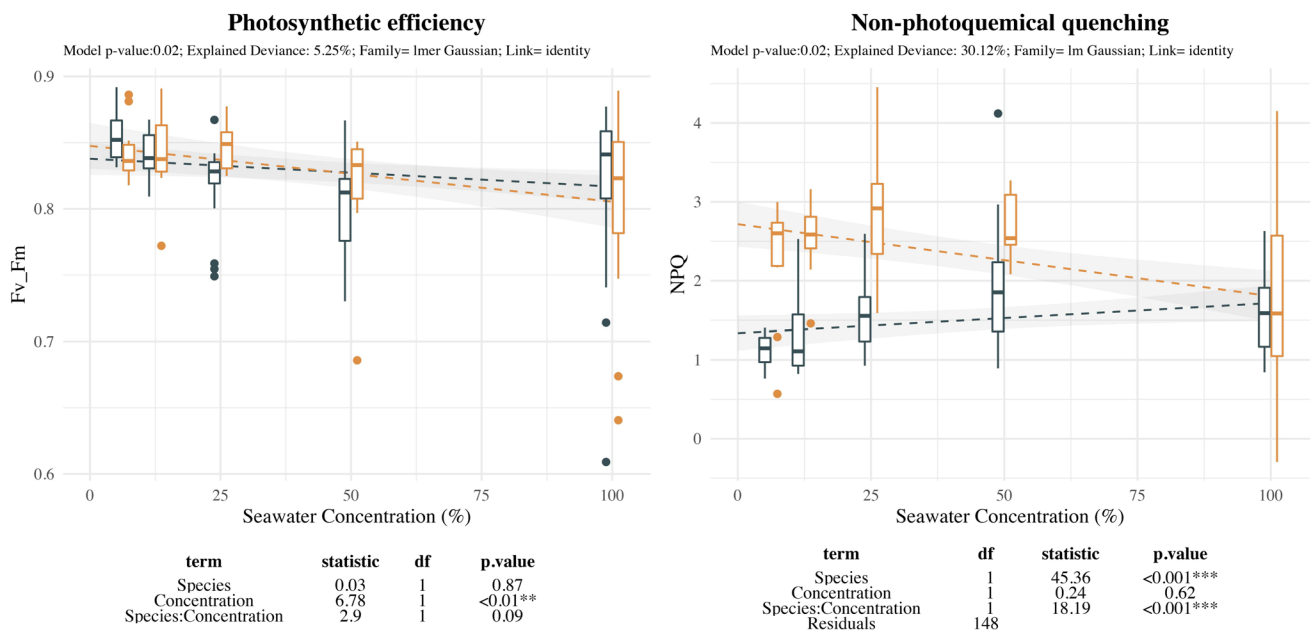 Photosynthetic efficiency
Model p-value:0.02; Explained Deviance: 5.25%; Family= lmer Gaussian; Link= identity
0.9
0.8
0.7
0.6
Fv_Fm
0 25 50 75 100
Seawater Concentration (%)
term statistic df p.value
Species 0.03 1 0.87
Concentration 6.78 1 <0.01**
Species:Concentration 2.9 1 0.09
Non-photoquemical quenching
Model p-value:0.02; Explained Deviance: 30.12%; Family= lm Gaussian; Link= identity
4
3
2
1
0
NPQ
0 25 50 75 100
Seawater Concentration (%)
term df statistic p.value
Species 1 45.36 <0.001***
Concentration 1 0.24 0.62
Species:Concentration 1 18.19 <0.001***
Residuals 148